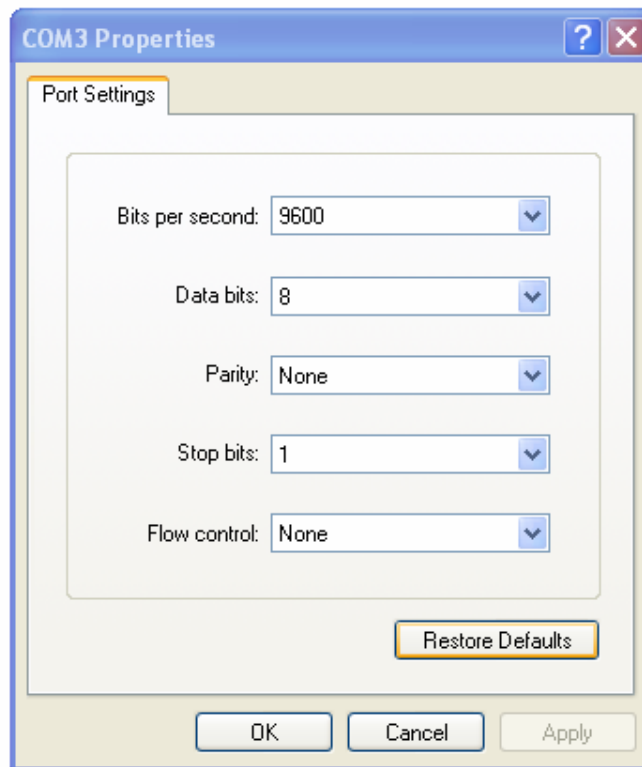 COM3 Properties
Port Settings
Bits per second: 9600
Data bits: 8
Parity: None
Stop bits: 1
Flow control: None
Restore Defaults
OK Cancel Apply